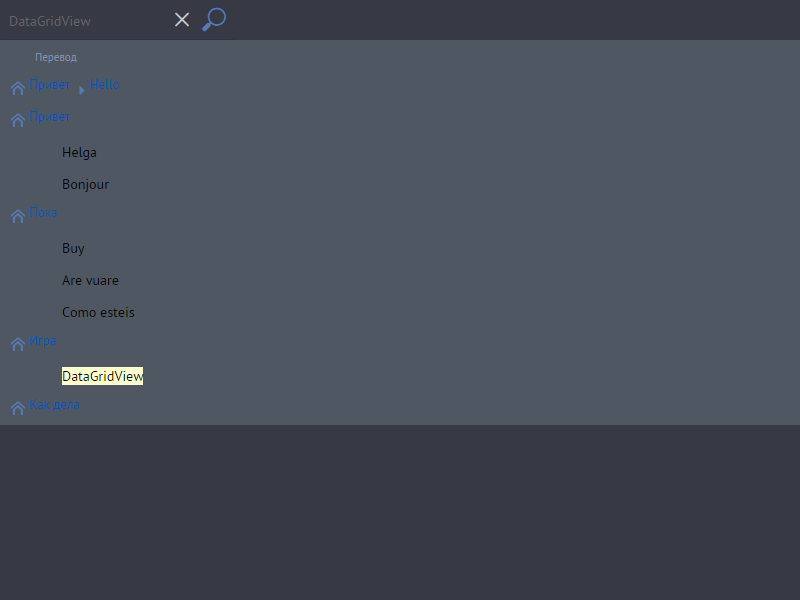 DataGridView
Перевод
Привет Hello
Привет
Helga
Bonjour
Пока
Buy
Are vuare
Como esteis
Игра
DataGridView
Как дела